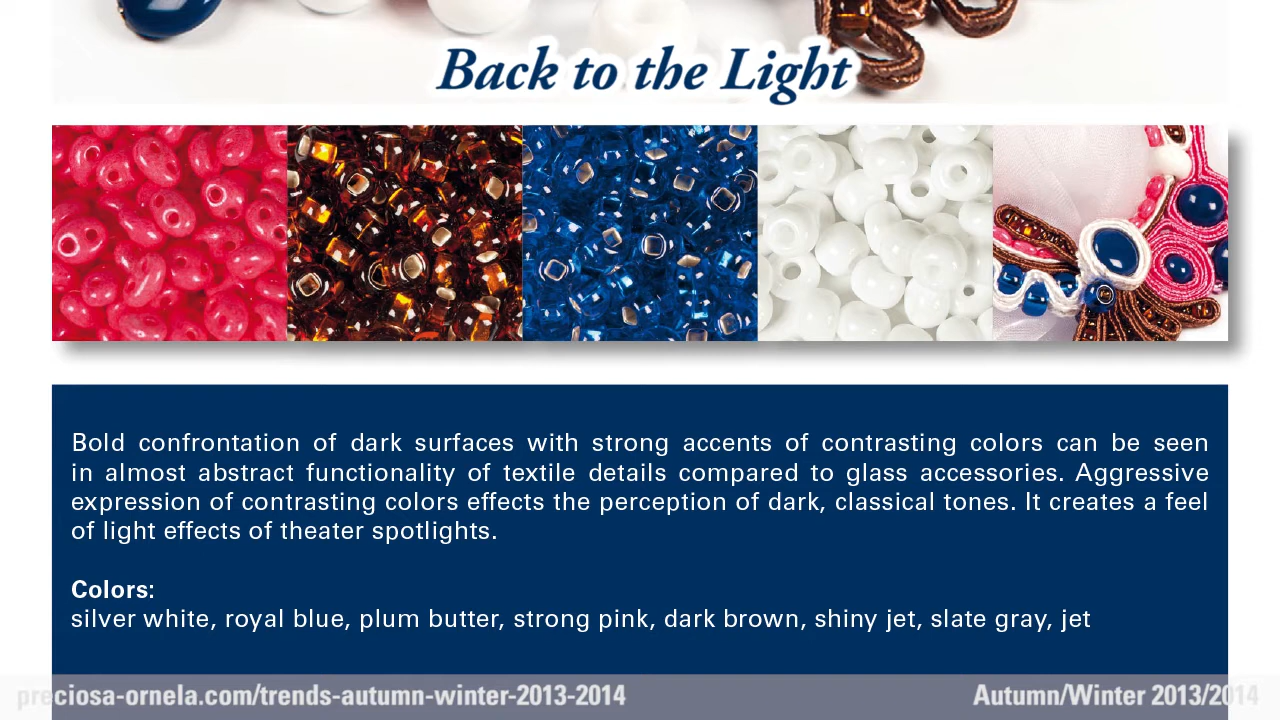 Back to the Light
Bold confrontation of dark surfaces with strong accents of contrasting colors can be seen
in almost abstract functionality of textile details compared to glass accessories. Aggressive
expression of contrasting colors effects the perception of dark, classical tones. It creates a feel
of light effects of theater spotlights.
Colors:
silver white, royal blue, plum butter, strong pink, dark brown, shiny jet, slate gray, jet
preciosa-ornela.com/trends-autumn-winter-2013-2014
Autumn/Winter 2013/2014